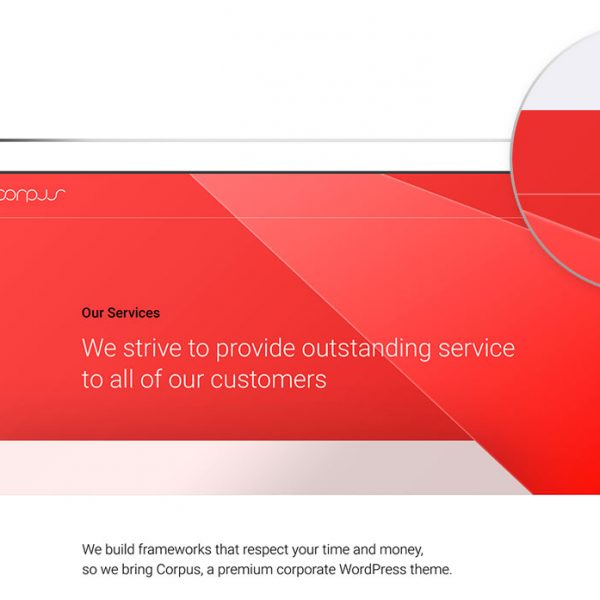 corpus
Our Services
We strive to provide outstanding service
to all of our customers
We build frameworks that respect your time and money,
so we bring Corpus, a premium corporate WordPress theme.